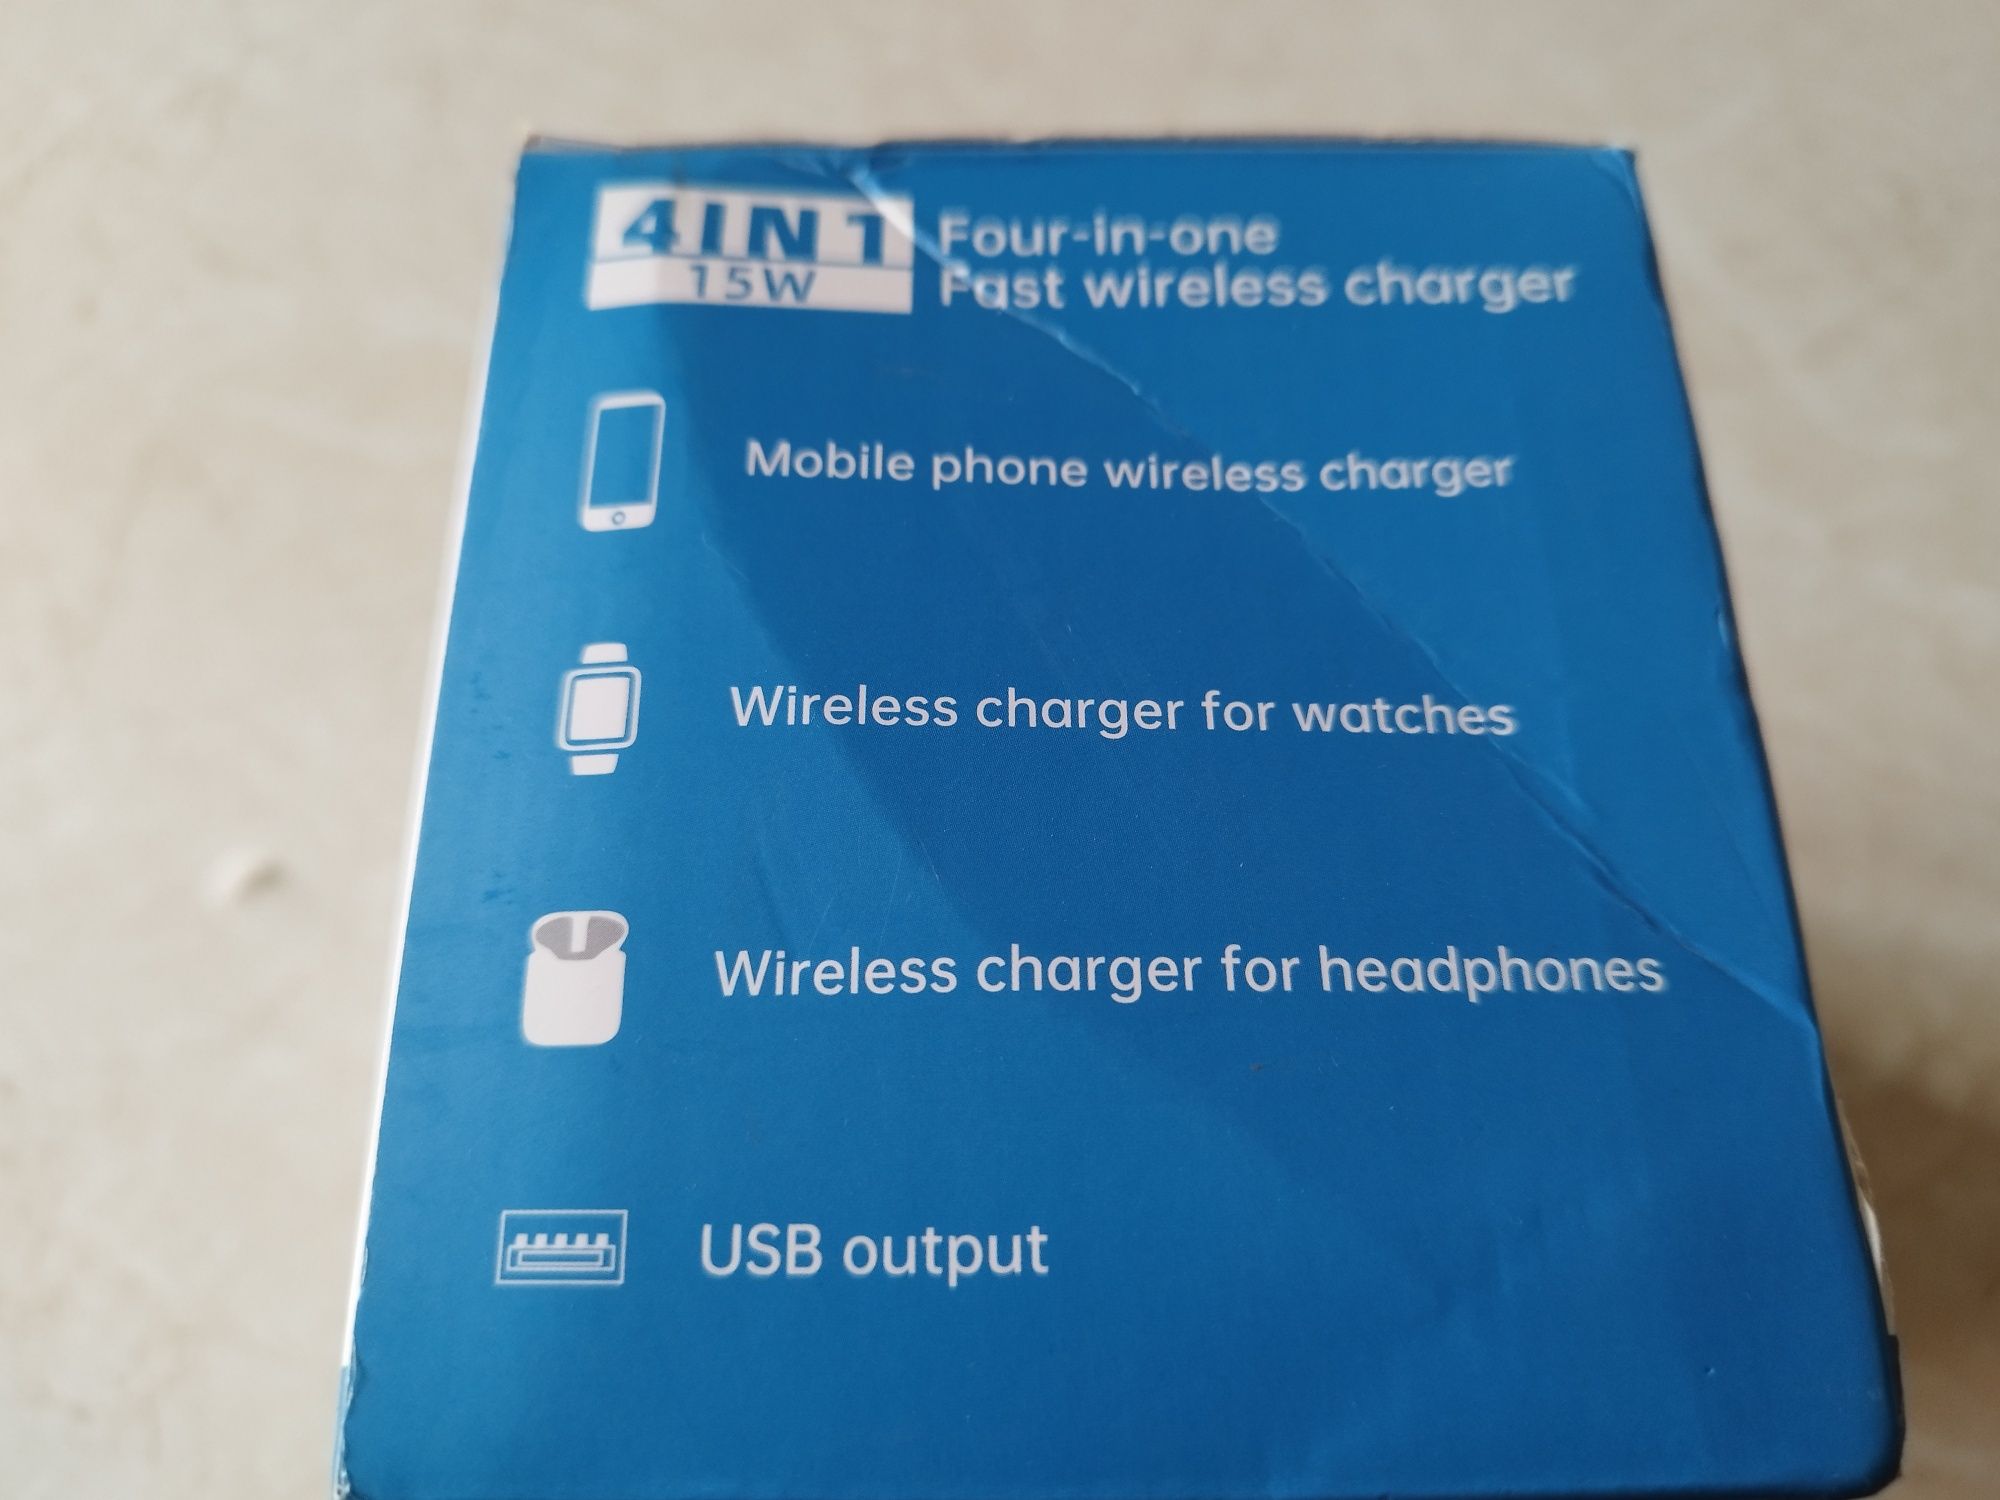 4IN1
15W
Four-in-one
Fast wireless charger
Mobile phone wireless charger
Wireless charger for watches
Wireless charger for headphones
USB output